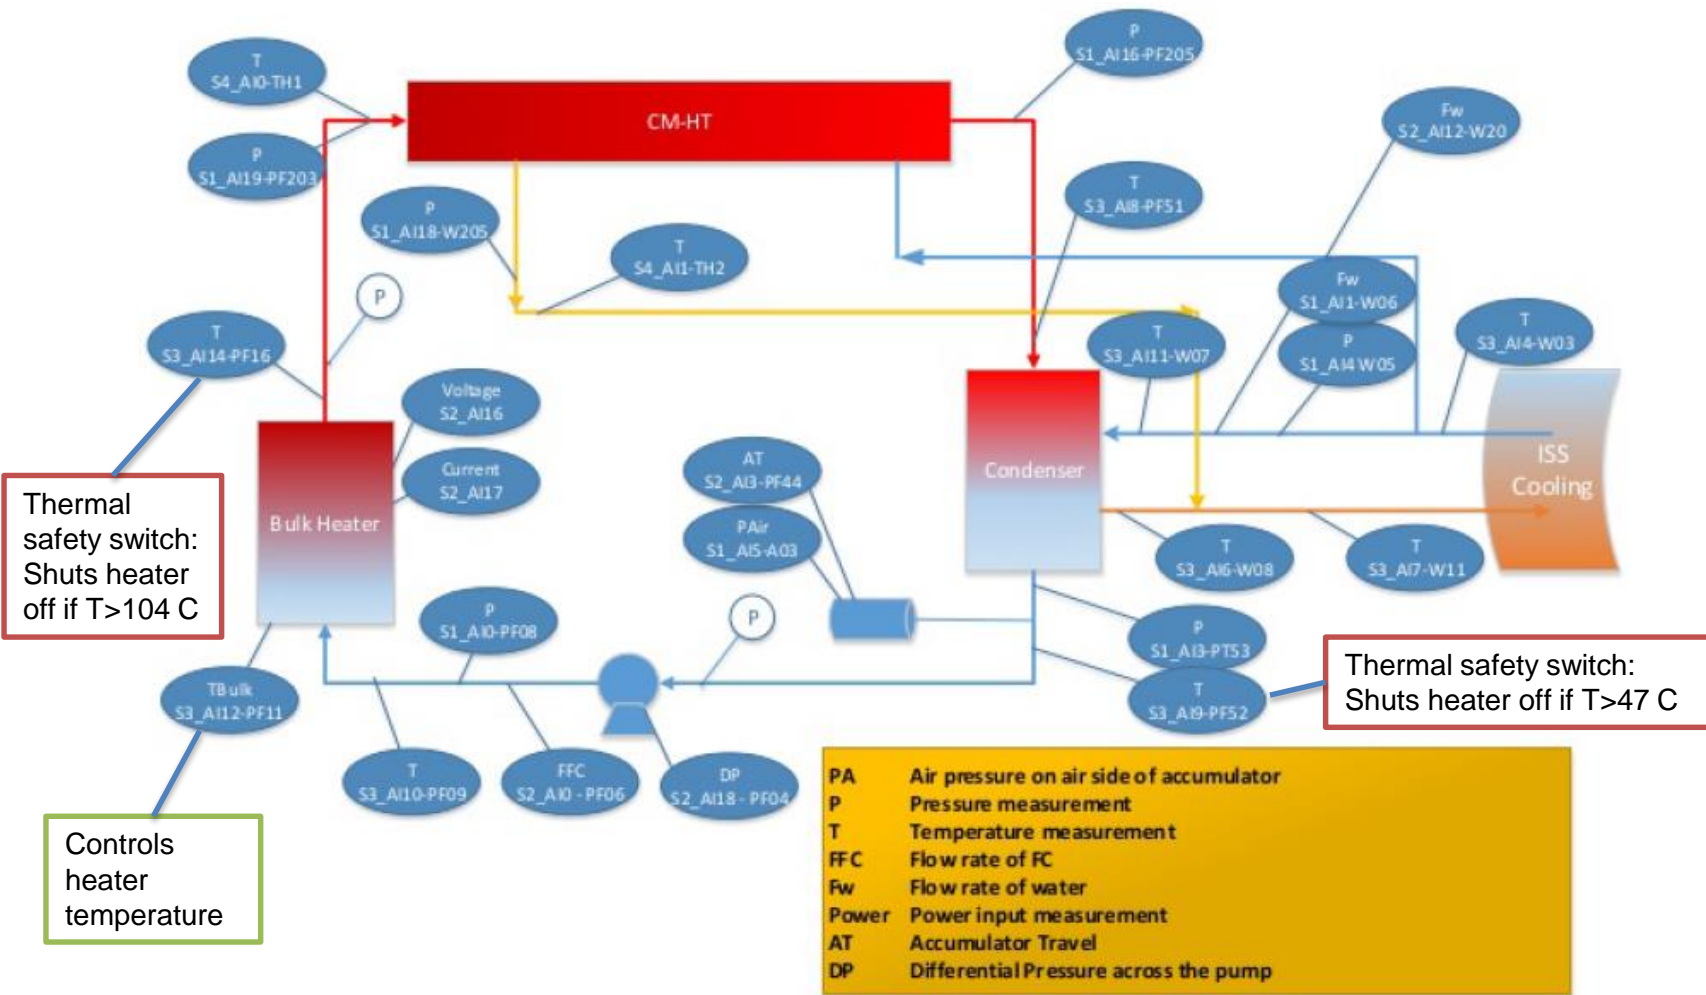 T
S4_AI0-TH1
P
S1_AI19-PF203
CM-HT
P
S1_AI16-PF205
Fw
S2_AI12-W20
P
S1_AI18-W205
T
S4_AI1-TH2
T
S3_AI8-PF51
P
T
S3_AI14-PF16
Fw
S1_AI1-W06
T
S3_AI11-W07
P
S1_AI4 W05
T
S3_AI4-W03
Voltage
S2_AI16
Current
S2_AI17
Bulk Heater
AT
S2_AI3-PF44
PAir
S1_AI5-A03
Condenser
ISS
Cooling
Thermal
safety switch:
Shuts heater
off if T>104 C
T
S3_AI6-W08
T
S3_AI7-W11
P
S1_AI0-PF08
P
P
S1_AI3-PT53
T
S3_AI9-PF52
Thermal safety switch:
Shuts heater off if T>47 C
TBulk
S3_AI12-PF11
T
S3_AI10-PF09
FFC
S2_AI0 - PF06
DP
S2_AI18 - PF04
Controls
heater
temperature
PA Air pressure on air side of accumulator
P Pressure measurement
T Temperature measurement
FFC Flow rate of FC
Fw Flow rate of water
Power Power input measurement
AT Accumulator Travel
DP Differential Pressure across the pump